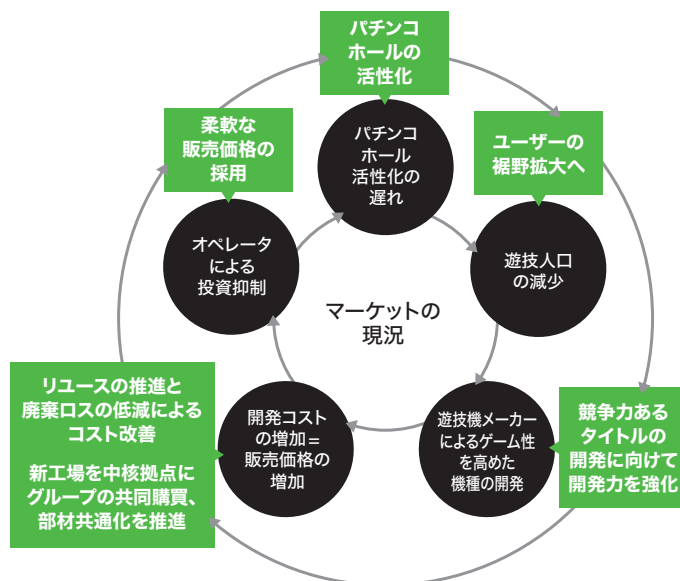 パチンコ
ホールの
活性化
パチンコ
ホール
活性化の
遅れ
ユーザーの
裾野拡大へ
遊技人口
の減少
競争力ある
タイトルの
開発に向けて
開発力を強化
遊技機メーカー
によるゲーム性
を高めた
機種の開発
リユースの推進と
廃棄ロスの低減による
コスト改善
新工場を中核拠点に
グループの共同購買、
部材共通化を推進
開発コスト
の増加＝
販売価格の
増加
柔軟な
販売価格の
採用
オペレータ
による
投資抑制
マーケットの
現況